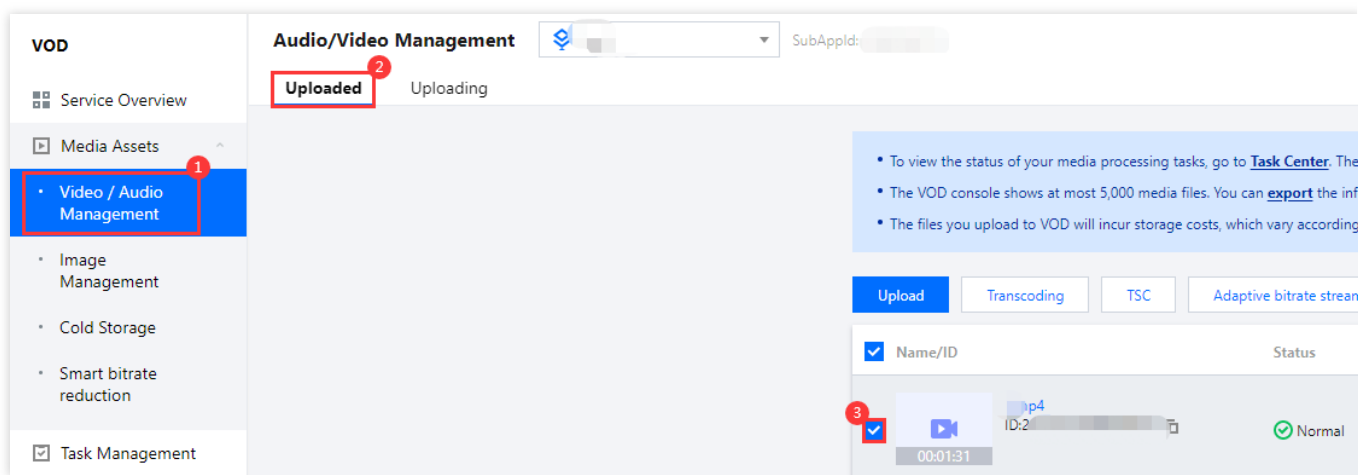 VOD
Service Overview
Media Assets
1
Video / Audio
Management
Image
Management
Cold Storage
Smart bitrate
reduction
Task Management
Audio/Video Management
SubAppId:
2
Uploaded
Uploading
• To view the status of your media processing tasks, go to Task Center. The
• The VOD console shows at most 5,000 media files. You can export the
• The files you upload to VOD will incur storage costs, which vary according
Upload
Transcoding
TSC
Adaptive bitrate
Name/ID
Status
3
ID:2
00:01:31
Normal